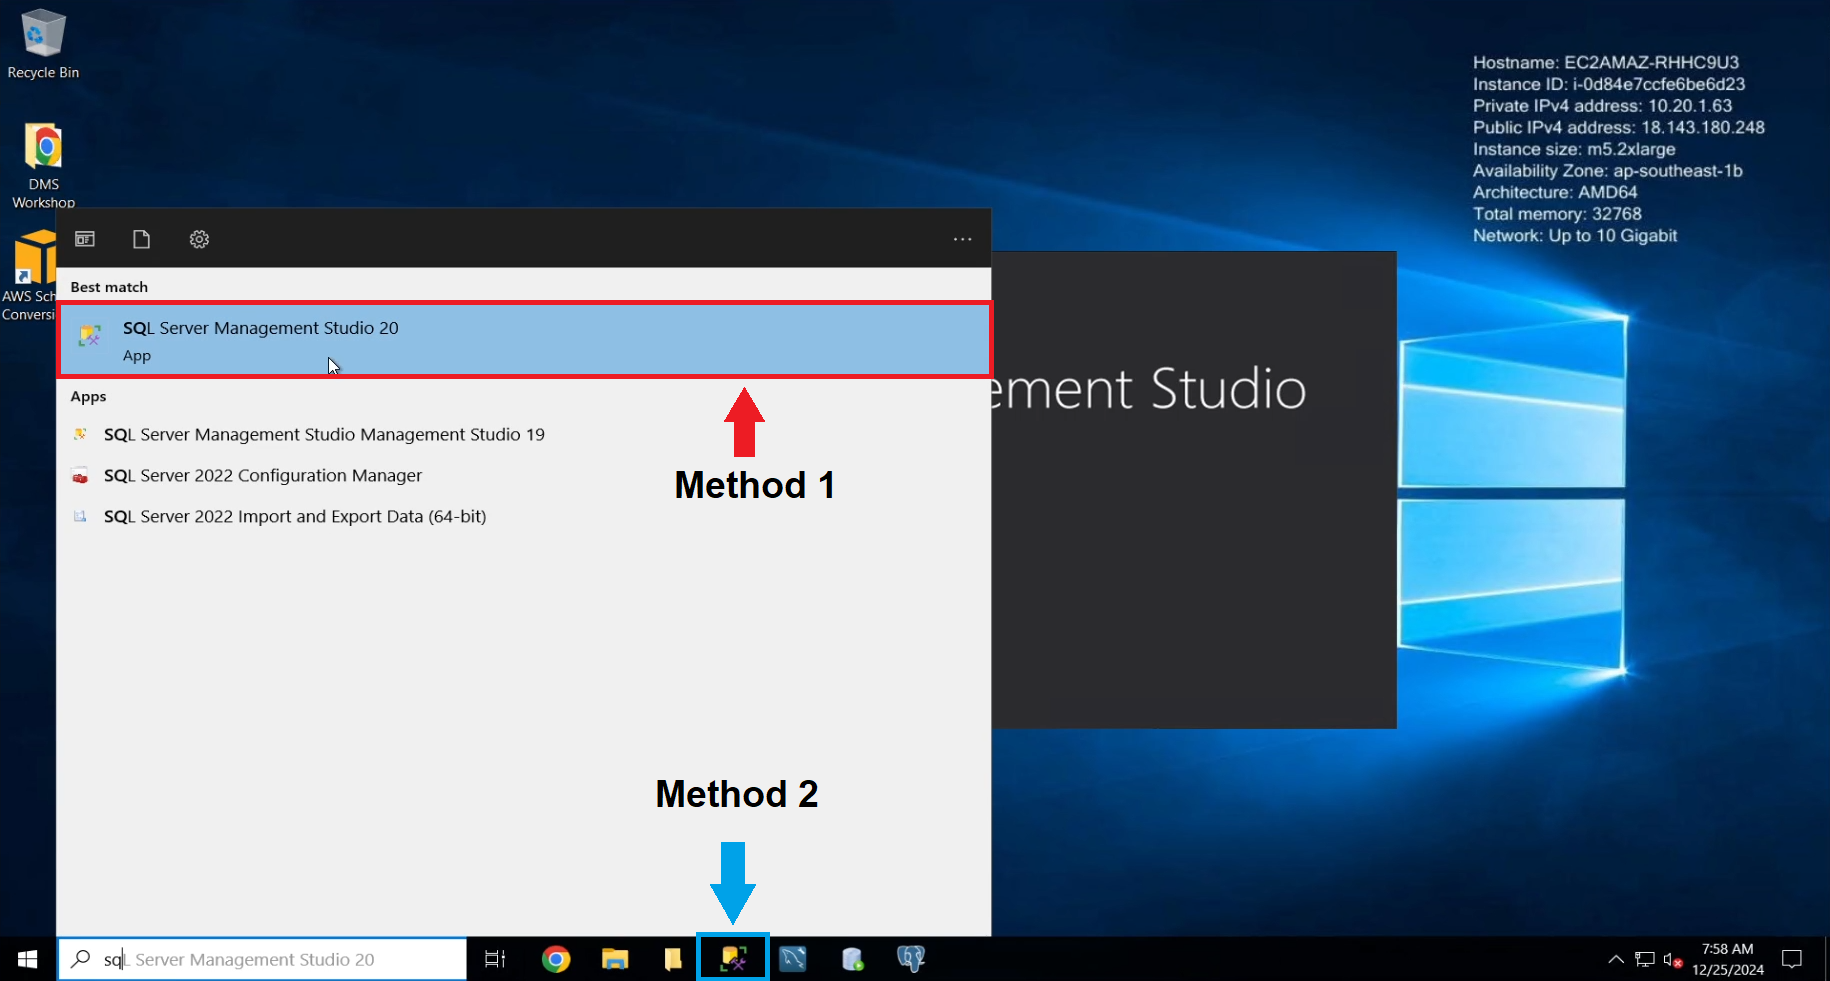 Recycle Bin
DMS
Workshop
AWS Sch
Conversi
Hostname: EC2AMAZ-RHHC9U3
Instance ID: i-0d84e7ccfe6be6d23
Private IPv4 address: 10.20.1.63
Public IPv4 address: 18.143.180.248
Instance size: m5.2xlarge
Availability Zone: ap-southeast-1b
Architecture: AMD64
Total memory: 32768
Network: Up to 10 Gigabit
Best match
SQL Server Management Studio 20
App
Apps
SQL Server Management Studio Management Studio 19
SQL Server 2022 Configuration Manager
SQL Server 2022 Import and Export Data (64-bit)
ement Studio
Method 1
Method 2
sqL Server Management Studio 20
7:58 AM
12/25/2024